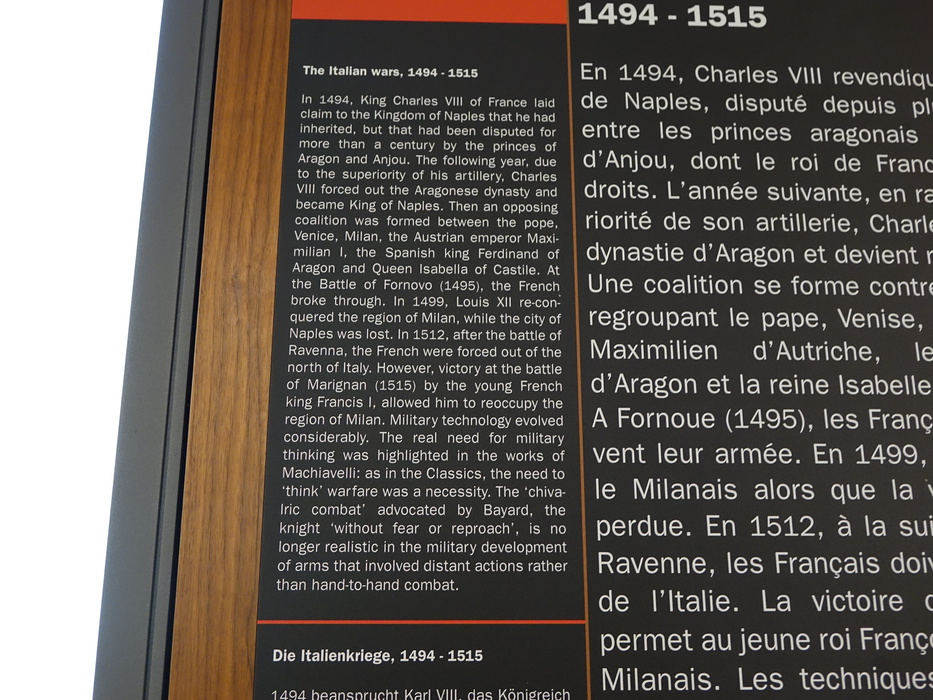 The Italian wars, 1494 - 1515
In 1494, King Charles VIII of France laid
claim to the Kingdom of Naples that he had
inherited, but that had been disputed for
more than a century by the princes of
Aragon and Anjou. The following year, due
to the superiority of his artillery, Charles
VIII forced out the Aragonese dynasty and
became King of Naples. Then an opposing
coalition was formed between the pope,
Venice, Milan, the Austrian emperor Maxi-
milian I, the Spanish king Ferdinand of
Aragon and Queen Isabella of Castile. At
the Battle of Fornovo (1495), the French
broke through. In 1499, Louis XII re-con-
quered the region of Milan, while the city of
Naples was lost. In 1512, after the battle of
Ravenna, the French were forced out of the
north of Italy. However, victory at the battle
of Marignan (1515) by the young French
king Francis I, allowed him to reoccupy the
region of Milan. Military technology evolved
considerably. The real need for military
thinking was highlighted in the works of
Machiavelli: as in the Classics, the need to
‘think’ warfare was a necessity. The ‘chiva-
lric combat’ advocated by Bayard, the
knight ‘without fear or reproach’, is no
longer realistic in the military development
of arms that involved distant actions rather
than hand-to-hand combat.
Die Italienkriege, 1494 - 1515
1494 beansprucht Karl VIII. das Königreich
1494 - 1515
En 1494, Charles VIII revendiqu
de Naples, disputé depuis pl
entre les princes aragonais
d’Anjou, dont le roi de Franc
droits. L’année suivante, en ra
riorité de son artillerie, Charl
dynastie d’Aragon et devient r
Une coalition se forme contr
regroupant le pape, Venise,
Maximilien d’Autriche, le
d’Aragon et la reine Isabelle
A Fornoue (1495), les Franç
vent leur armée. En 1499,
le Milanais alors que la v
perdue. En 1512, à la sui
Ravenne, les Français doiv
de l’Italie. La victoire d
permet au jeune roi Franç
Milanais. Les techniques